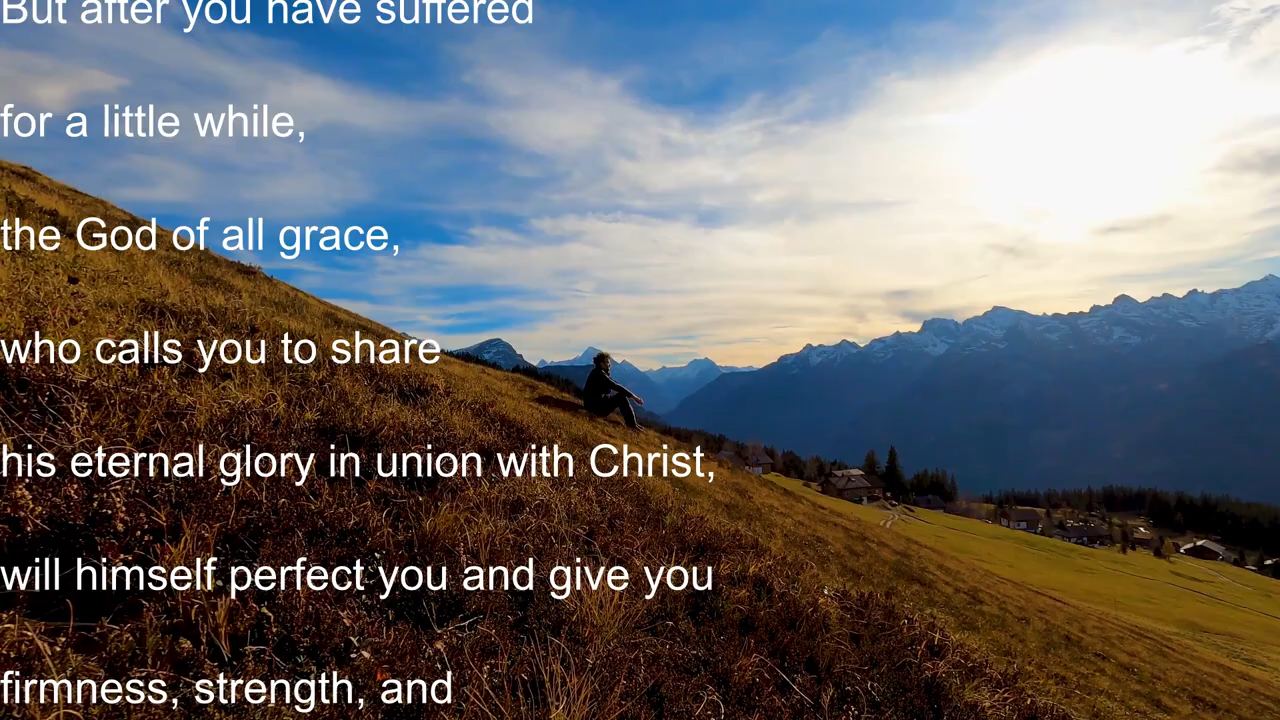 But after you have suffered
for a little while,
the God of all grace,
who calls you to share
his eternal glory in union with Christ,
will himself perfect you and give you
firmness, strength, and